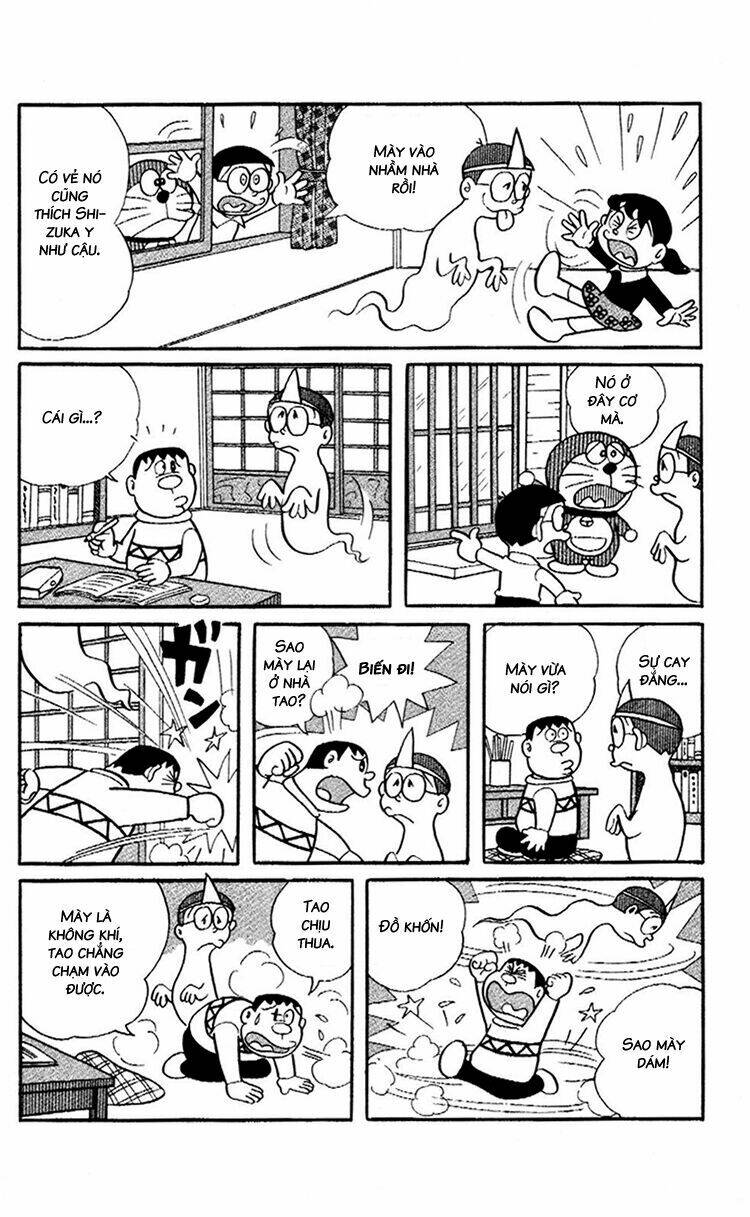 MÀY VÀO
NHẦM NHÀ
RỒI!
CÓ VẺ NÓ
CŨNG
THÍCH SHI-
ZUKA Y
NHƯ CẬU.
NÓ Ở
ĐÂY CƠ
MÀ.
CÁI GÌ...?
SỰ CAY
ĐẮNG...
MÀY VỪA
NÓI GÌ?
BIẾN ĐI!
SAO
MÀY LẠI
Ở NHÀ
TAO?
ガン
SAO MÀY
DÁM!
ĐỒ KHỐN!
TAO
CHỊU
THUA.
MÀY LÀ
KHÔNG KHÍ,
TAO CHẲNG
CHẠM VÀO
ĐƯỢC.